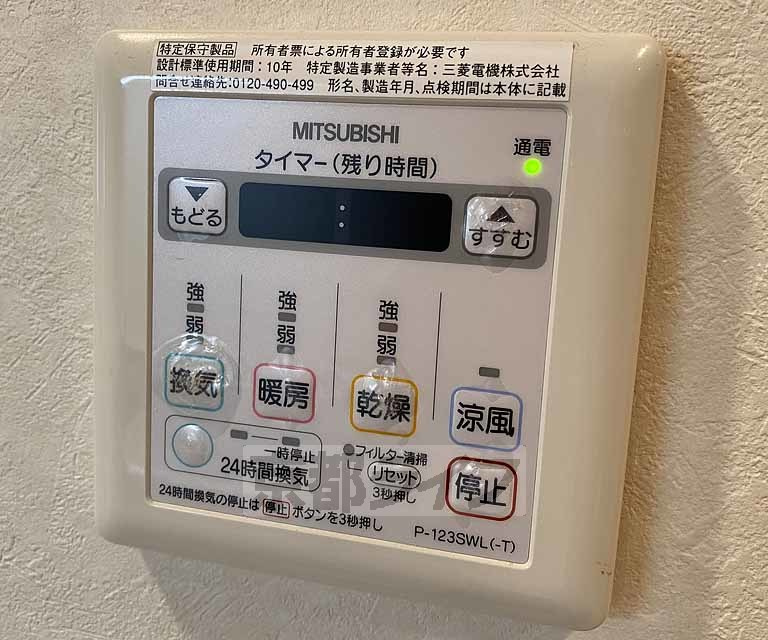 特定保守製品 所有者票による所有者登録が必要です
設計標準使用期間：10年 特定製造事業者等名：三菱電機株式会社
問合せ連絡先：0120-490-499 形名、製造年月、点検期間は本体に記載
MITSUBISHI
通電
タイマー(残り時間)
もどる
:
すすむ
強
弱
換気
強
弱
暖房
強
弱
乾燥
涼風
一時停止
24時間換気
フィルター清掃
リセット
3秒押し
停止
24時間換気の停止は 停止 ボタンを3秒押し
P-123SWL(-T)
京都ライフ